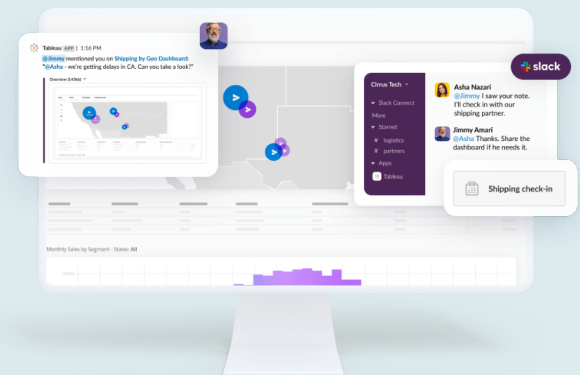 Tableau APP | 1:16 PM
@Jimmy mentioned you on Shipping by Geo Dashboard:
"@Asha - we're getting delays in CA. Can you take a look?"
slack
Cirrus Tech
Slack Connect
More
Starred
# logistics
# partners
Apps
Tableau
Asha Nazari
@Jimmy I saw your note.
I'll check in with our
shipping partner.
Jimmy Amari
@Asha Thanks. Share the
dashboard if he needs it.
Shipping check-in
Monthly Sales by Segment - States: All